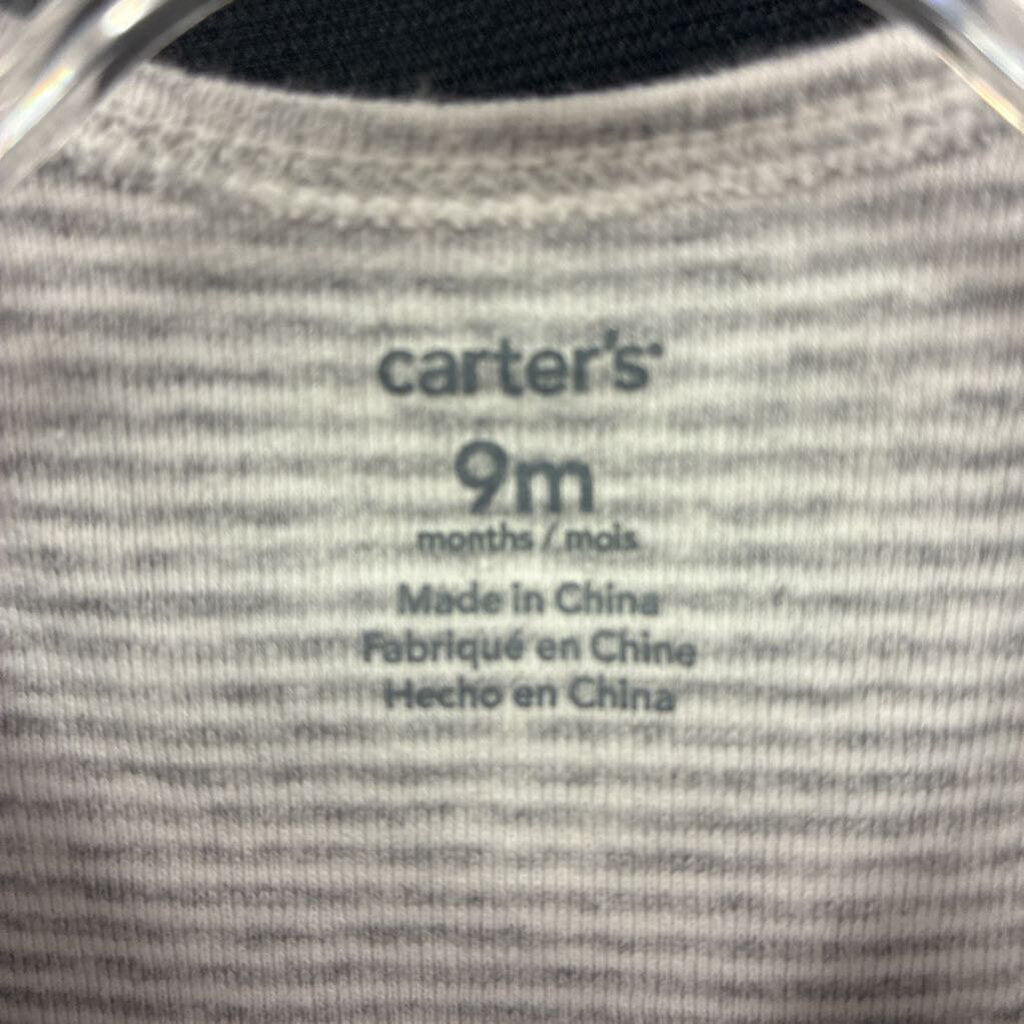 carter's
9m
months / mois
Made in China
Fabriqué en Chine
Hecho en China